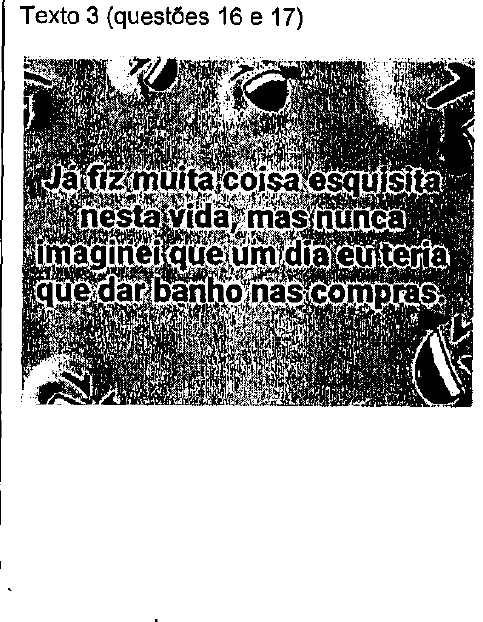 Texto 3 (questões 16 e 17)
Já fiz muita coisa esquisita
nesta vida, mas nunca
imaginei que um dia eu teria
que dar banho nas compras.